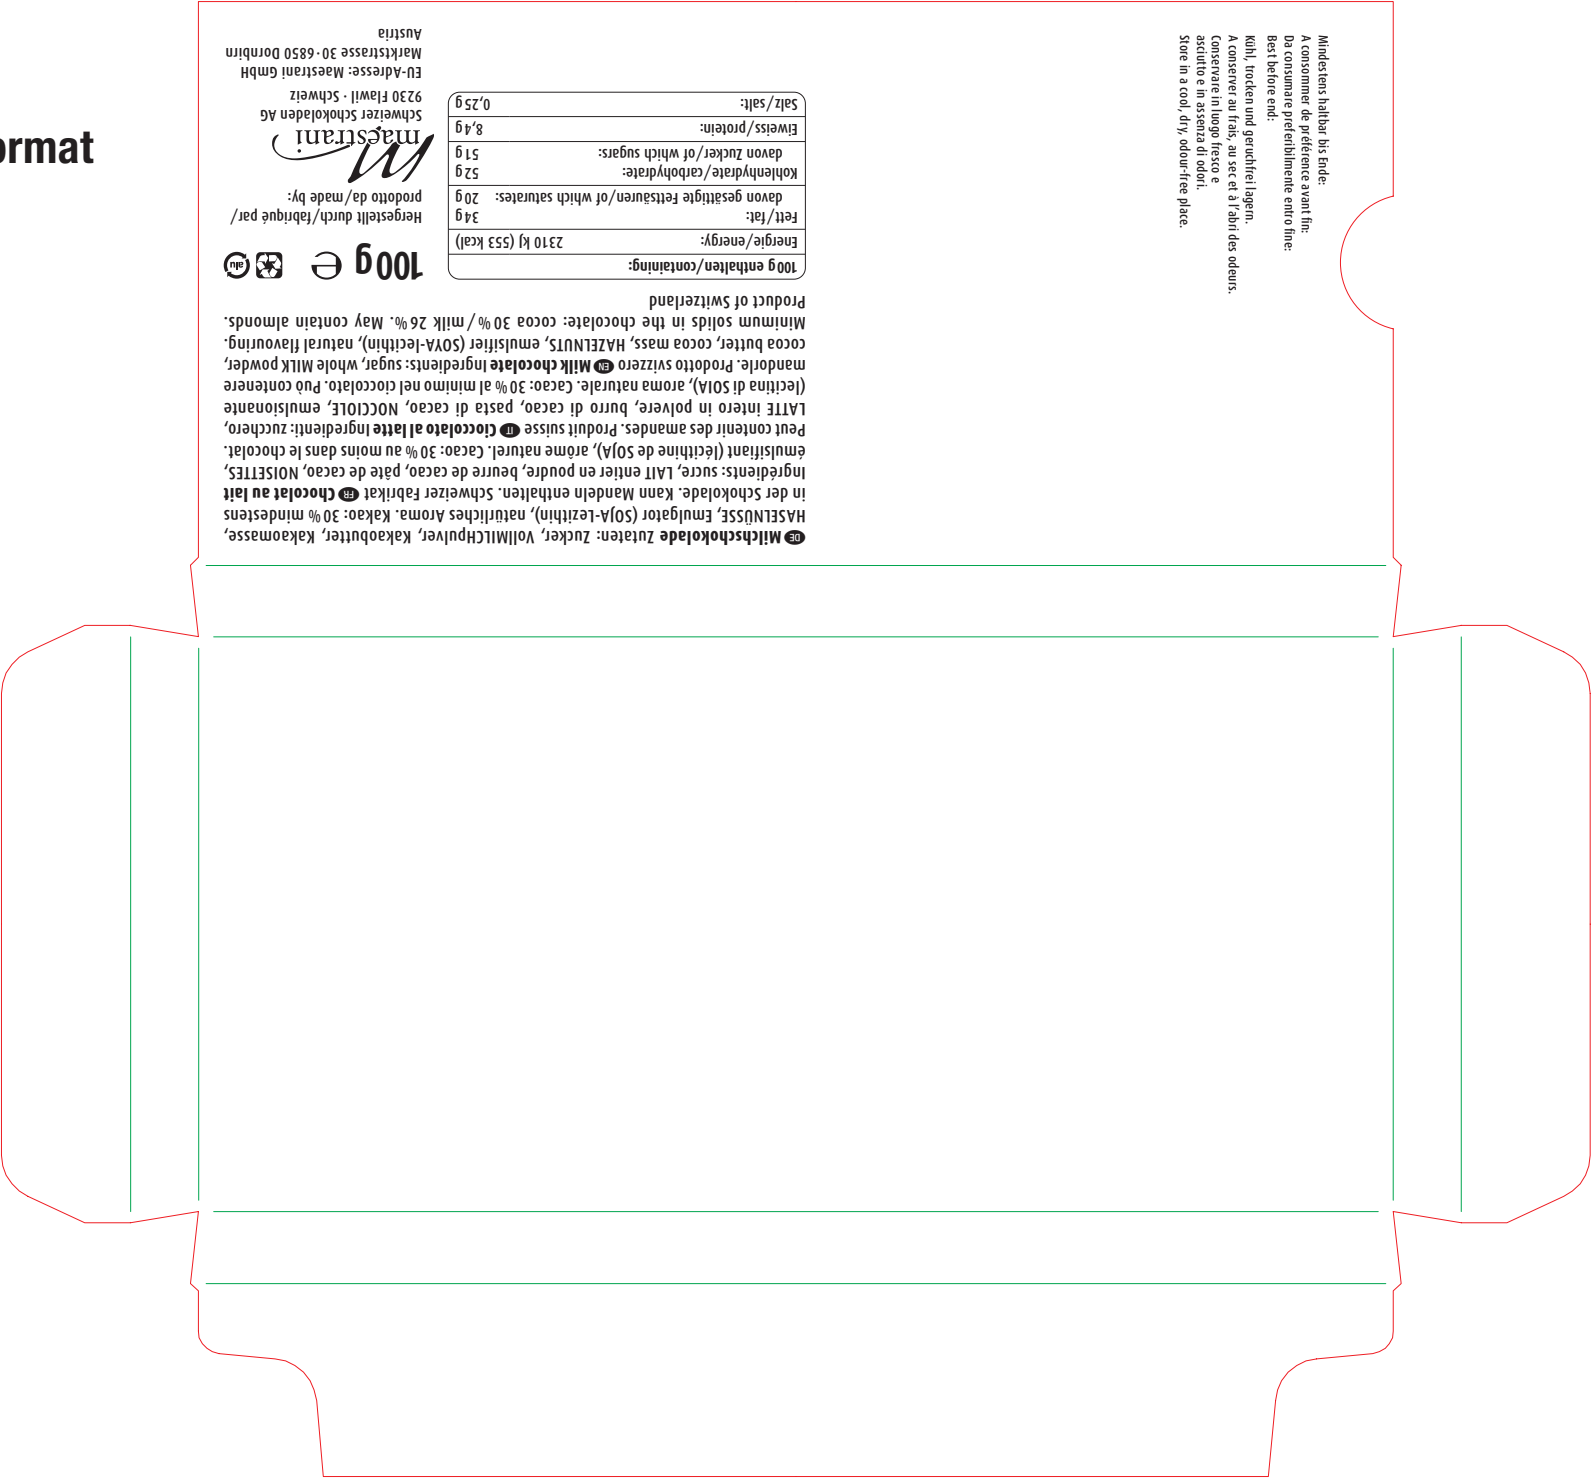 ormat
DE Milchschokolade Zutaten: Zucker, VollMILCHpulver, Kakaobutter, Kakaomasse,
HASELNÜSSE, Emulgator (SOJA-Lezithin), natürliches Aroma. Kakao: 30% mindestens
in der Schokolade. Kann Mandeln enthalten. Schweizer Fabrikat FR Chocolat au lait
Ingrédients: sucre, LAIT entier en poudre, beurre de cacao, pâte de cacao, NOISETTES,
émulsifiant (lécithine de SOJA), arôme naturel. Cacao: 30% au moins dans le chocolat.
Peut contenir des amandes. Produit suisse IT Cioccolato al latte Ingredienti: zucchero,
LATTE intero in polvere, burro di cacao, pasta di cacao, NOCCIOLE, emulsionante
(lecitina di SOIA), aroma naturale. Cacao: 30% al minimo nel cioccolato. Può contenere
mandorle. Prodotto svizzero EN Milk chocolate Ingredients: sugar, whole MILK powder,
cocoa butter, cocoa mass, HAZELNUTS, emulsifier (SOYA-lecithin), natural flavouring.
Minimum solids in the chocolate: cocoa 30%/milk 26%. May contain almonds.
Product of Switzerland
100 g enthalten/containing:
Energie/energy: 2310 kJ (553 kcal)
Fett/fat: 34 g
davon gesättigte Fettsäuren/of which saturates: 20 g
Kohlenhydrate/carbohydrate: 52 g
davon Zucker/of which sugars: 51 g
Eiweiss/protein: 8,4 g
Salz/salt: 0,25 g
100 g ℮ alu
Hergestellt durch/fabriqué par/
prodotto da/made by:
maestrani
Schweizer Schokoladen AG
9230 Flawil · Schweiz
EU-Adresse: Maestrani GmbH
Marktstrasse 30·6850 Dornbirn
Austria
Mindestens haltbar bis Ende:
A consommer de préférence avant fin:
Da consumare preferibilmente entro fine:
Best before end:
Kühl, trocken und geruchfrei lagern.
A conserver au frais, au sec et à l'abri des odeurs.
Conservare in luogo fresco e
asciutto e in assenza di odori.
Store in a cool, dry, odour-free place.